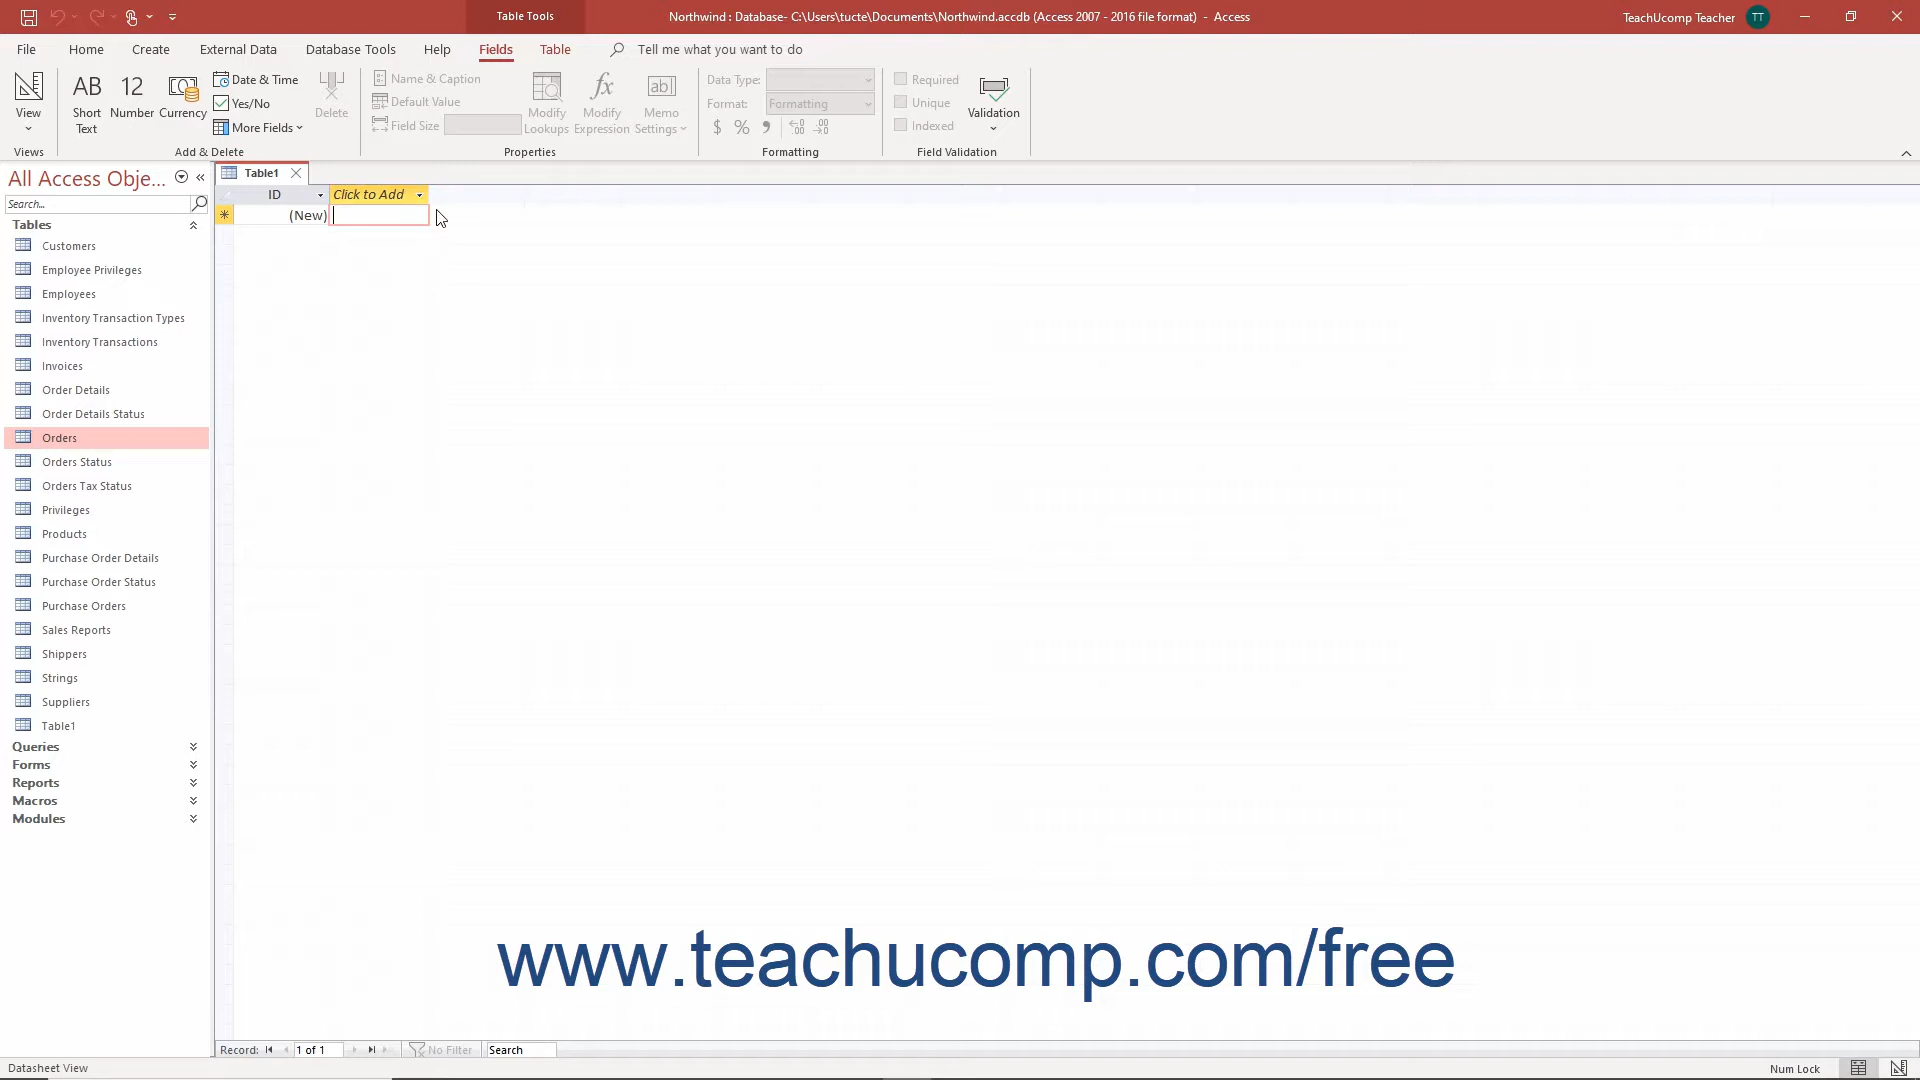 Table Tools
Northwind : Database- C:\Users\tucte\Documents\Northwind.accdb (Access 2007 - 2016 file format) - Access
TeachUcomp Teacher TT
File Home Create External Data Database Tools Help Fields Table Tell me what you want to do
View
Views
AB Short Text
12 Number
Currency
Date & Time
Yes/No
More Fields
Delete
Add & Delete
Name & Caption
Default Value
Field Size
Modify Lookups
fx Modify Expression
ab| Memo Settings
Properties
Data Type:
Format: Formatting
$ % , .00 .00
Formatting
Required
Unique
Indexed
Validation
Field Validation
All Access Obje...
Search...
Tables
Customers
Employee Privileges
Employees
Inventory Transaction Types
Inventory Transactions
Invoices
Order Details
Order Details Status
Orders
Orders Status
Orders Tax Status
Privileges
Products
Purchase Order Details
Purchase Order Status
Purchase Orders
Sales Reports
Shippers
Strings
Suppliers
Table1
Queries
Forms
Reports
Macros
Modules
Table1
ID Click to Add
(New)
www.teachucomp.com/free
Record: 1 of 1 No Filter Search
Datasheet View
Num Lock